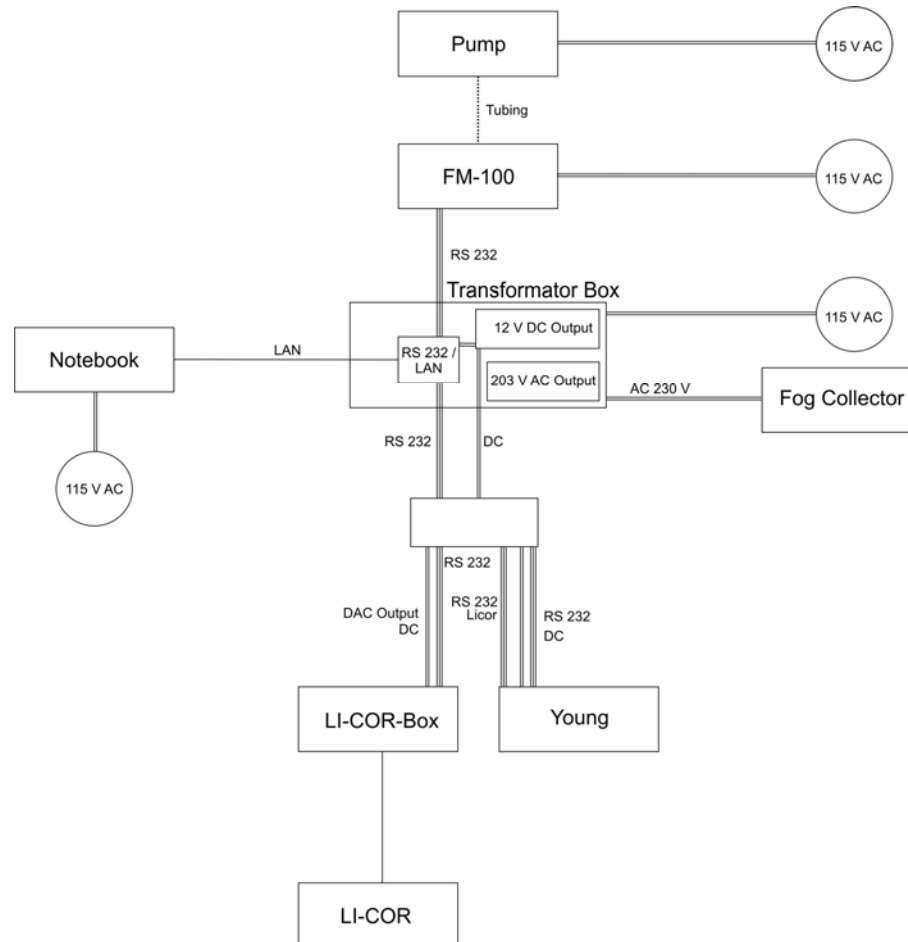 Pump
115 V AC
Tubing
FM-100
115 V AC
RS 232
Transformator Box
12 V DC Output
115 V AC
Notebook
LAN
RS 232 /
LAN
203 V AC Output
AC 230 V
Fog Collector
RS 232
DC
115 V AC
RS 232
DAC Output
DC
RS 232
Licor
RS 232
DC
LI-COR-Box
Young
LI-COR